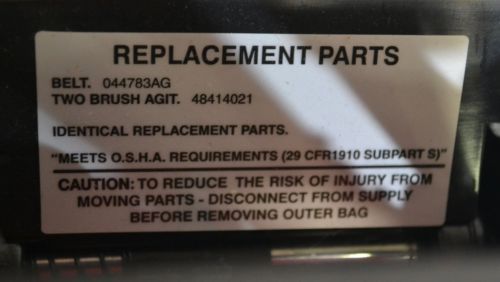 REPLACEMENT PARTS
BELT. 044783AG
TWO BRUSH AGIT. 48414021
IDENTICAL REPLACEMENT PARTS.
"MEETS O.S.H.A. REQUIREMENTS (29 CFR1910 SUBPART S)"
CAUTION: TO REDUCE THE RISK OF INJURY FROM
MOVING PARTS - DISCONNECT FROM SUPPLY
BEFORE REMOVING OUTER BAG